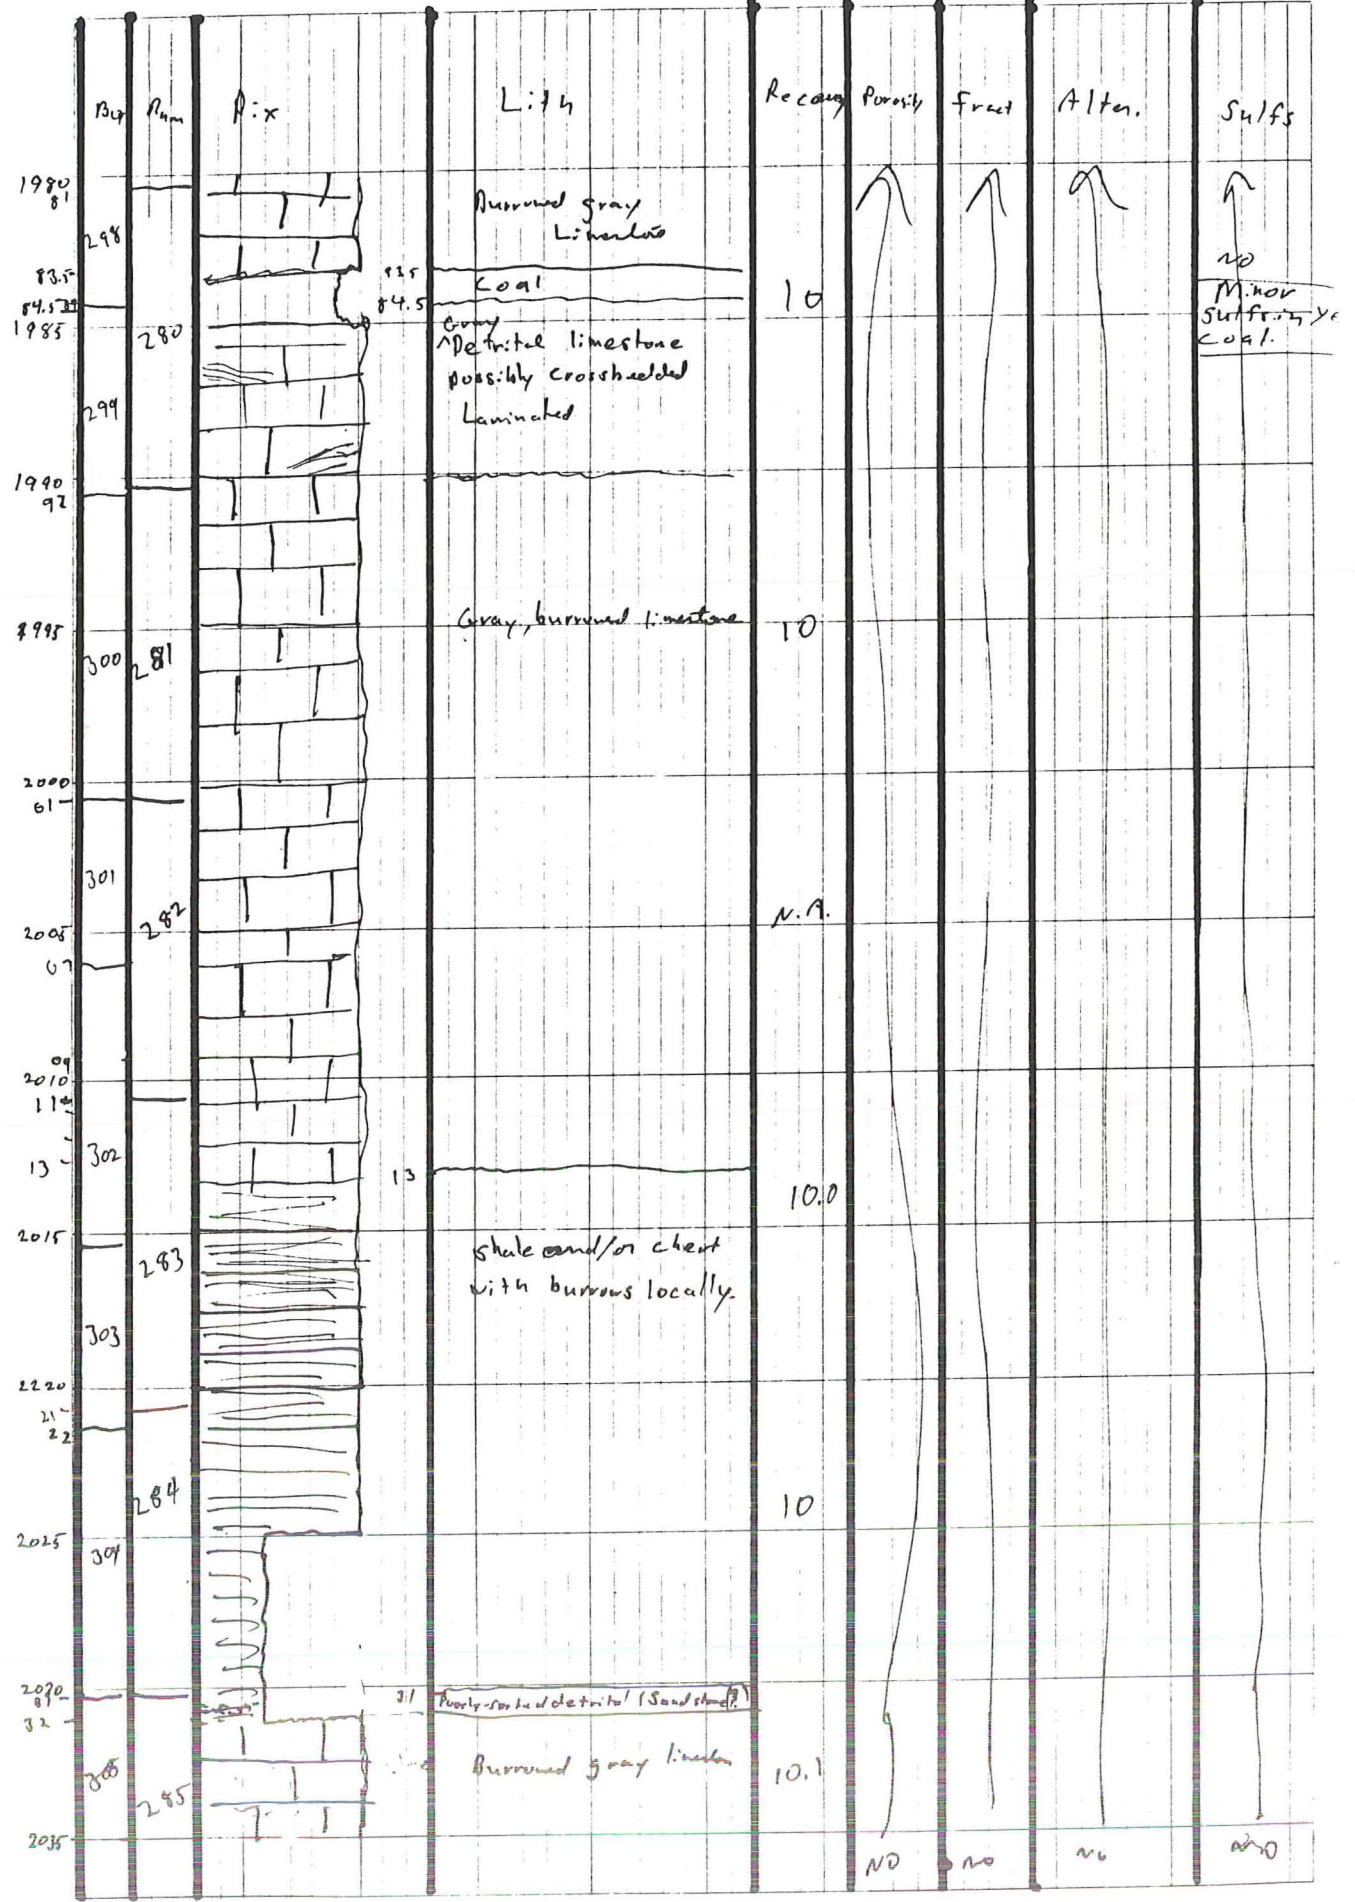 Box Run Pix Lith Recovery Porosity fract Alter. Sulfs
1980
81
Burrowed gray
Limestone
298
NO
83.5
83.5
Coal
10
Minor
84.5
84.5
sulfs in
1985
280
Gray
^Detrital limestone
coal.
possibly crossbedded
299
Laminated
1990
92
1995
Gray, burrowed limestone
10
300
281
2000
01
301
282
N.A.
2005
07
09
2010
11
13
302
13
10.0
2015
283
shale and/or chert
with burrows locally.
303
2220
21
22
284
10
2025
304
2030
31
31
Poorly-sorted detrital (Sandstone?)
32
Burrowed gray limestone
305
285
10.1
2035
NO
NO
NO
NO